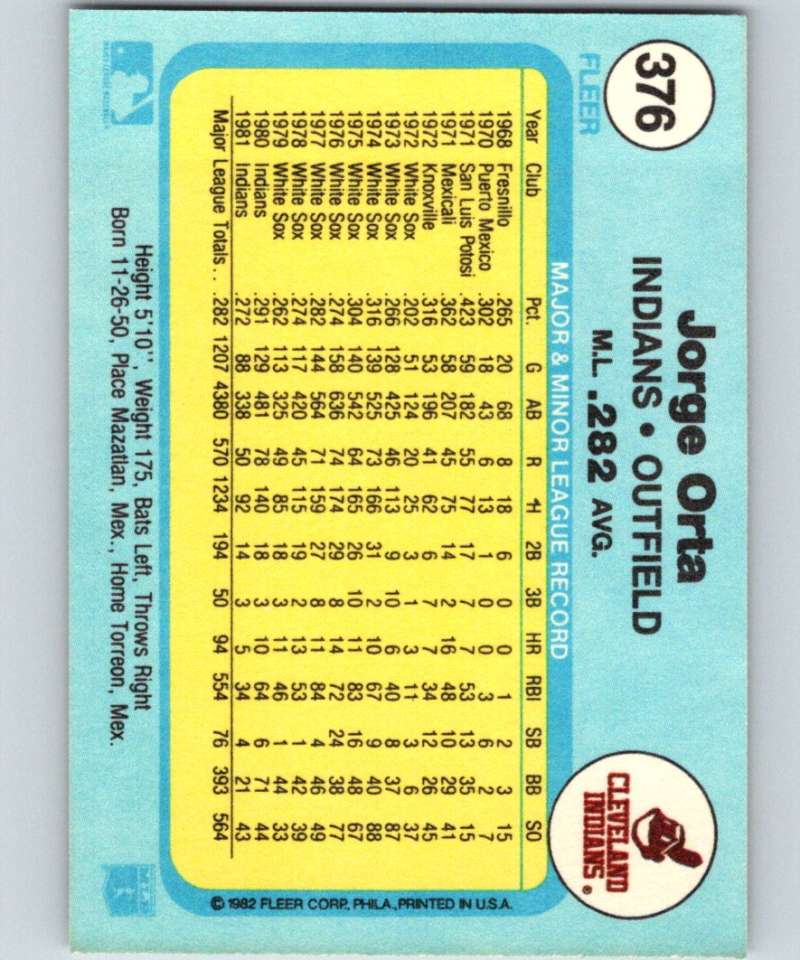 376
FLEER
Jorge Orta
INDIANS • OUTFIELD
M.L. .282 AVG.
CLEVELAND
INDIANS ®
MAJOR & MINOR LEAGUE RECORD
Year Club Pct. G AB R H 2B 3B HR RBI SB BB SO
1968 Fresnillo .265 20 68 8 18 6 0 0 1 2 3 15
1970 Puerto Mexico .302 18 43 6 13 1 0 0 3 6 2 7
1971 San Luis Potosi .423 59 182 55 77 17 7 7 53 13 35 15
1971 Mexicali .362 58 207 45 75 14 2 16 48 10 29 41
1972 Knoxville .316 53 196 41 62 6 7 7 34 12 26 45
1972 White Sox .202 51 124 20 25 3 1 3 11 3 6 37
1973 White Sox .266 128 425 46 113 9 10 6 40 8 37 87
1974 White Sox .316 139 525 73 166 31 2 10 67 9 40 88
1975 White Sox .304 140 542 64 165 26 10 11 83 16 48 67
1976 White Sox .274 158 636 74 174 29 8 14 72 24 38 77
1977 White Sox .282 144 564 71 159 27 8 11 84 4 46 49
1978 White Sox .274 117 420 45 115 19 2 13 53 1 42 39
1979 White Sox .262 113 325 49 85 18 3 11 46 1 44 33
1980 Indians .291 129 481 78 140 18 3 10 64 6 71 44
1981 Indians .272 88 338 50 92 14 3 5 34 4 21 43
Major League Totals . . .282 1207 4380 570 1234 194 50 94 554 76 393 564
© 1982 FLEER CORP., PHILA., PRINTED IN U.S.A.
Height 5'10", Weight 175, Bats Left, Throws Right
Born 11-26-50, Place Mazatlan, Mex., Home Torreon, Mex.